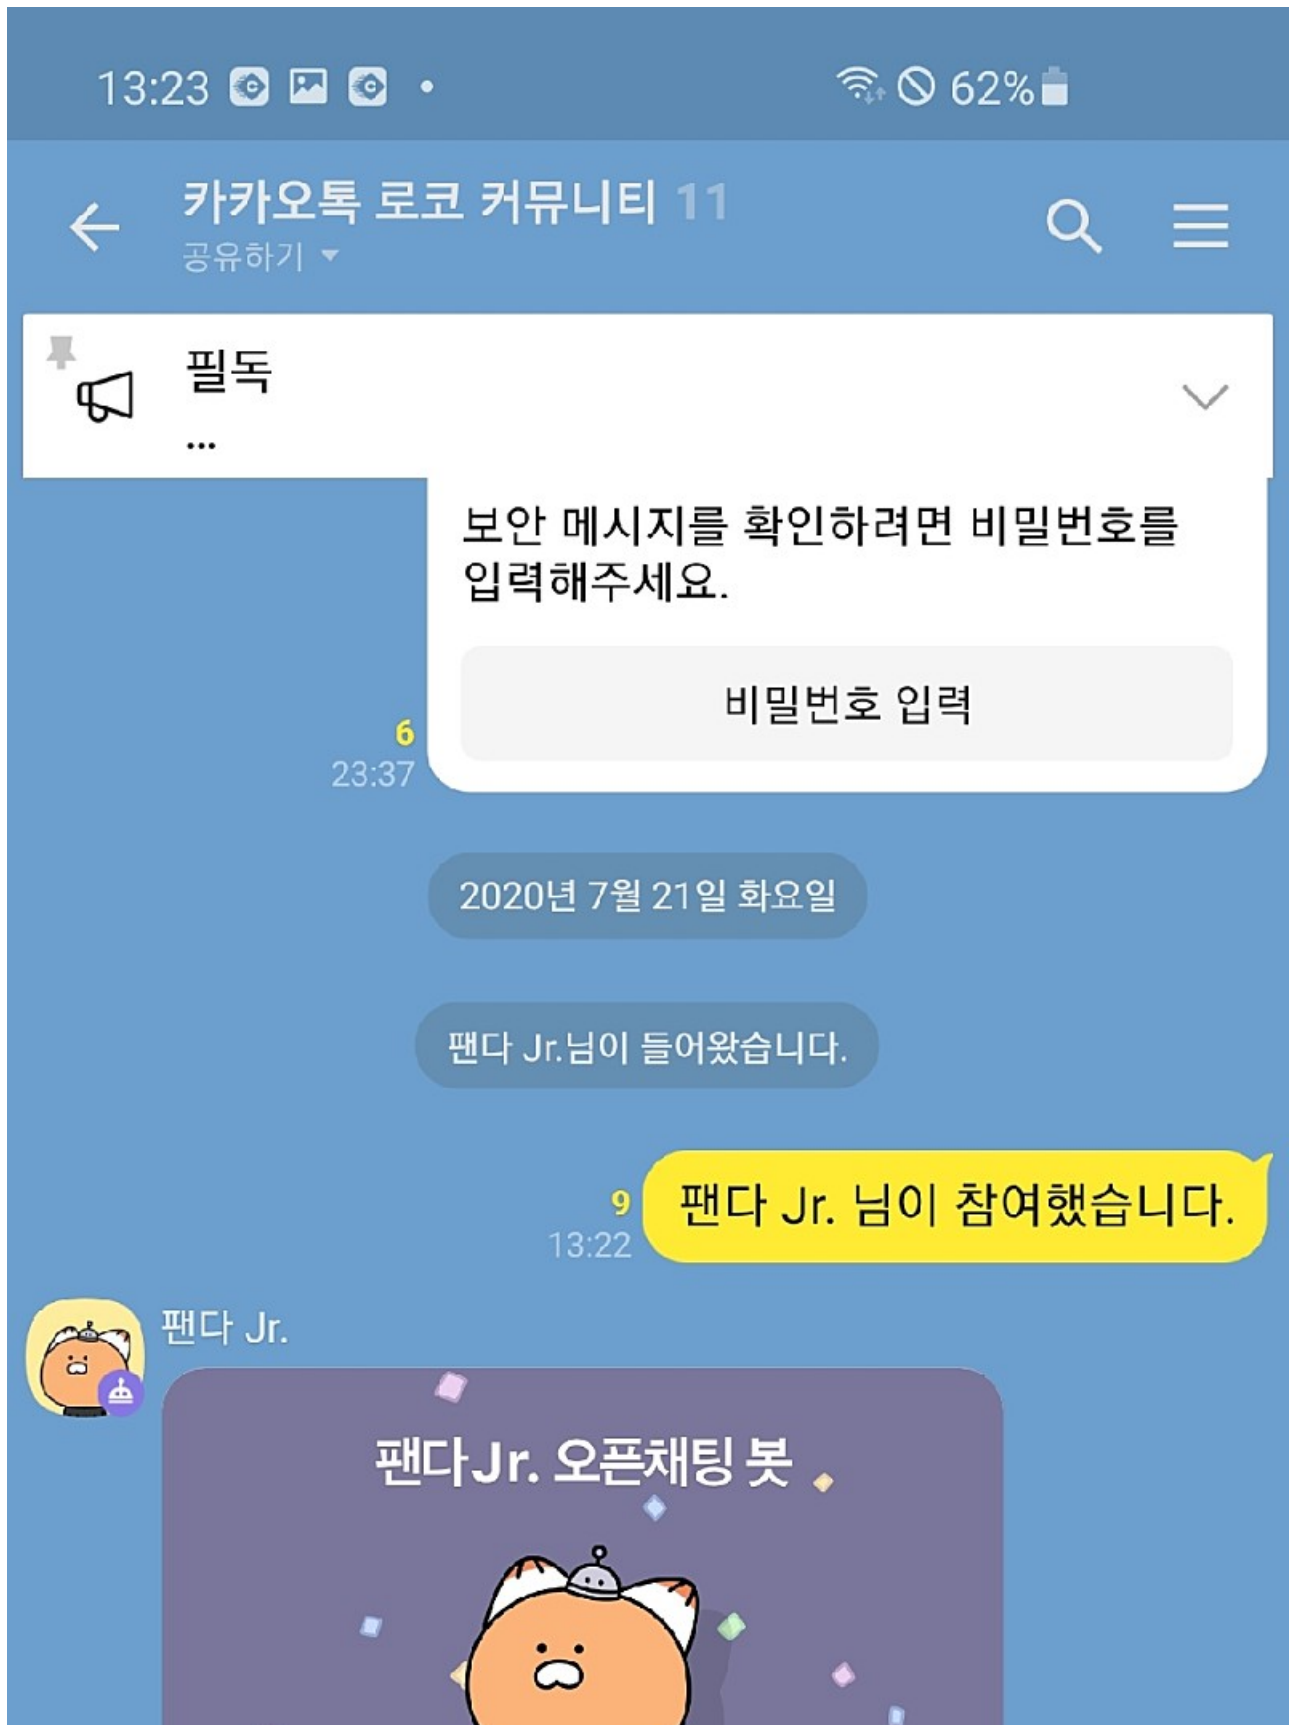 13:23
62%
카카오톡 로코 커뮤니티 11
공유하기
필독
...
보안 메시지를 확인하려면 비밀번호를
입력해주세요.
비밀번호 입력
6
23:37
2020년 7월 21일 화요일
팬다 Jr.님이 들어왔습니다.
팬다 Jr. 님이 참여했습니다.
9
13:22
팬다 Jr.
팬다Jr. 오픈채팅 봇